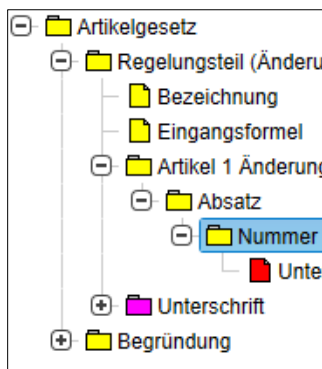 Artikelgesetz
Regelungsteil (Änderu
Bezeichnung
Eingangsformel
Artikel 1 Änderung
Absatz
Nummer
Unte
Unterschrift
Begründung